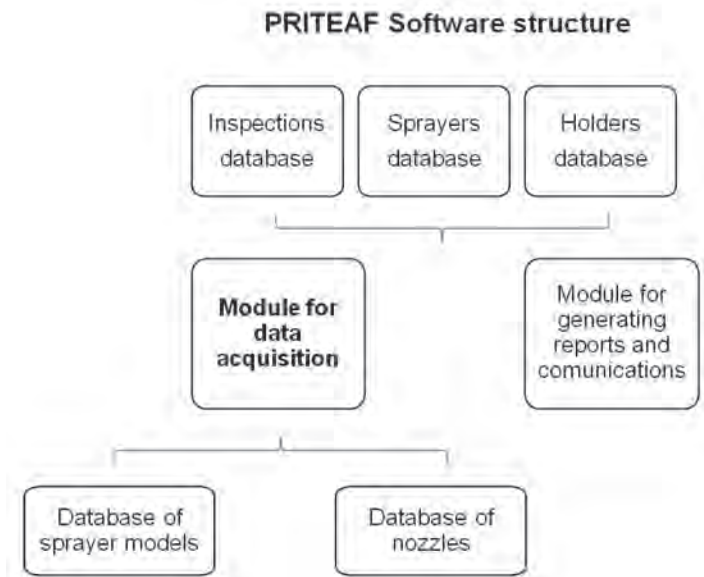 PRITEAF Software structure
Inspections
database
Sprayers
database
Holders
database
Module for
data
acquisition
Module for
generating
reports and
comunications
Database of
sprayer models
Database of
nozzles